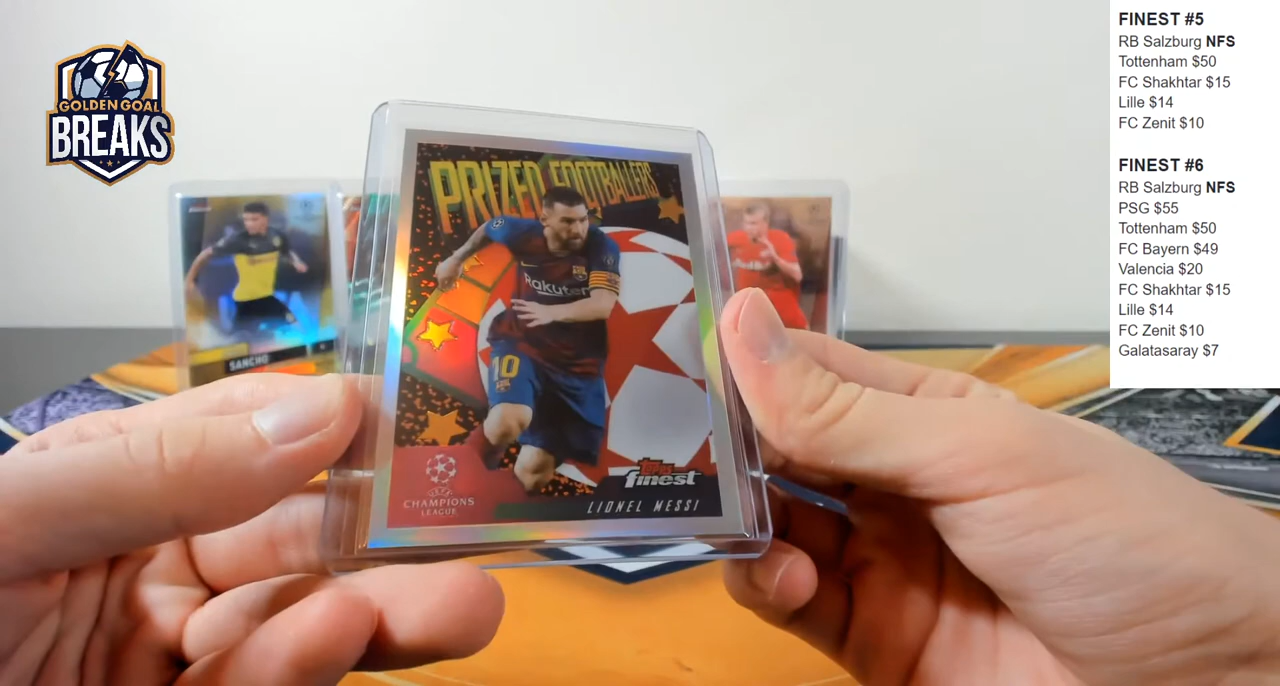 GOLDEN GOAL
BREAKS
PRIZED FOOTBALLERS
Rakuten
10
CHAMPIONS
LEAGUE
Topps
finest
LIONEL MESSI
SANCHO
FINEST #5
RB Salzburg NFS
Tottenham $50
FC Shakhtar $15
Lille $14
FC Zenit $10
FINEST #6
RB Salzburg NFS
PSG $55
Tottenham $50
FC Bayern $49
Valencia $20
FC Shakhtar $15
Lille $14
FC Zenit $10
Galatasaray $7